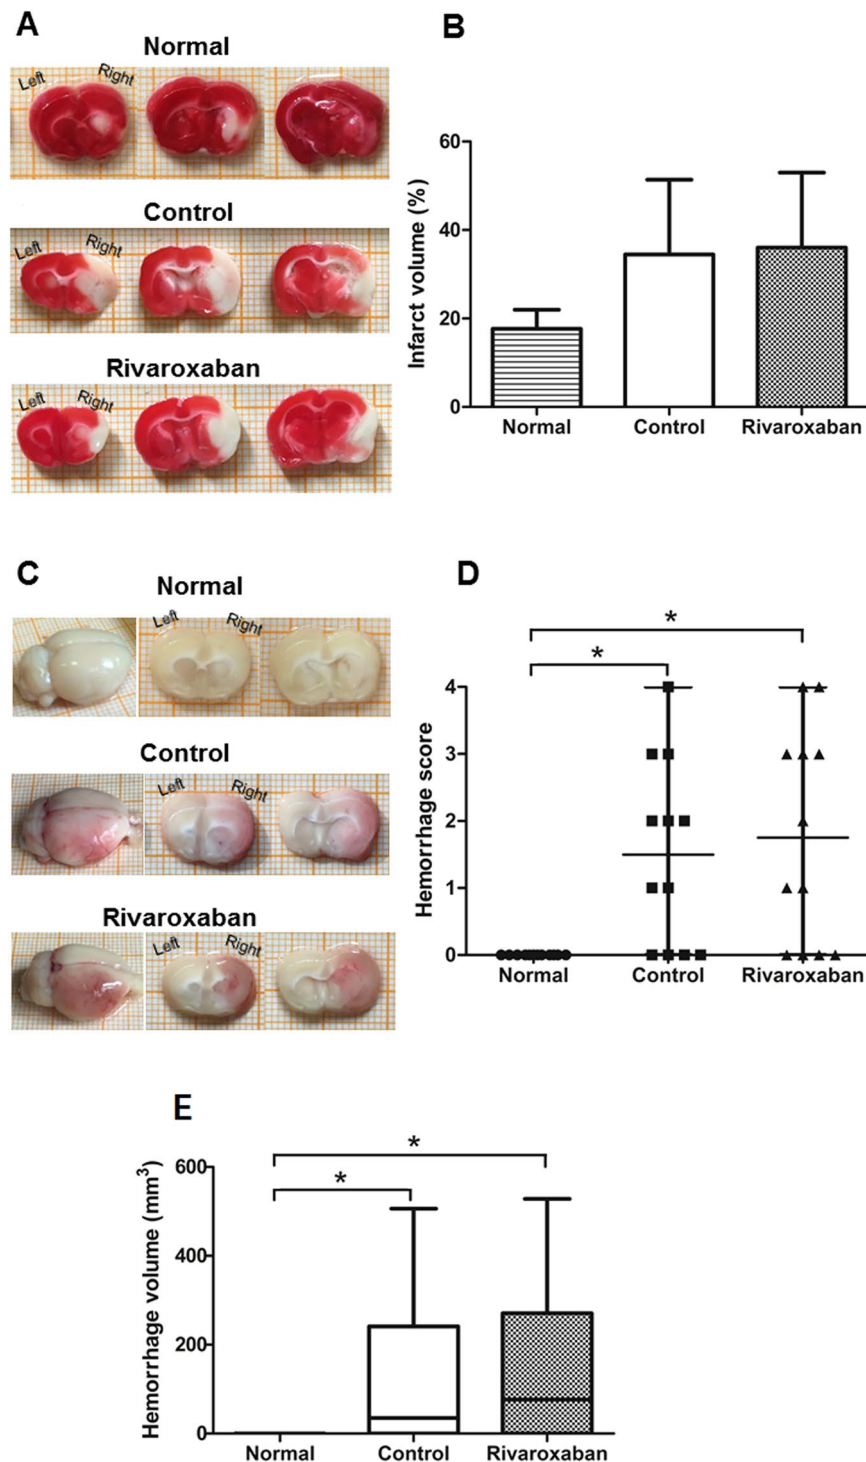 A
Normal
Left Right
Control
Left Right
Rivaroxaban
Left Right
B
Infarct volume (%)
60
40
20
0
Normal Control Rivaroxaban
C
Normal
Left Right
Control
Left Right
Rivaroxaban
Left Right
D
*
*
Hemorrhage score
4
3
2
1
0
Normal Control Rivaroxaban
E
*
*
Hemorrhage volume (mm³)
600
400
200
0
Normal Control Rivaroxaban